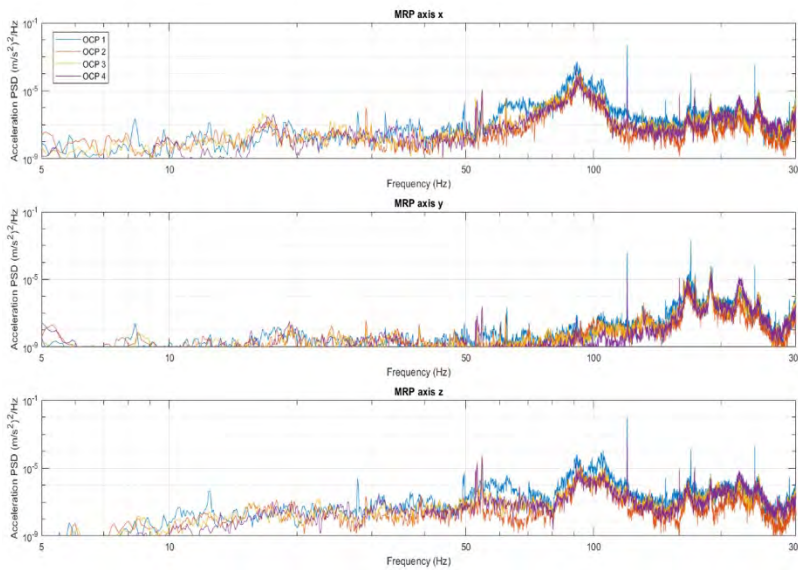 MRP axis x
Acceleration PSD (m/s²)²/Hz
10⁻¹
10⁻⁵
10⁻⁹
OCP 1
OCP 2
OCP 3
OCP 4
5 10 50 100 30
Frequency (Hz)
MRP axis y
Acceleration PSD (m/s²)²/Hz
10⁻¹
10⁻⁵
10⁻⁹
5 10 50 100 30
Frequency (Hz)
MRP axis z
Acceleration PSD (m/s²)²/Hz
10⁻¹
10⁻⁵
10⁻⁹
5 10 50 100 30
Frequency (Hz)